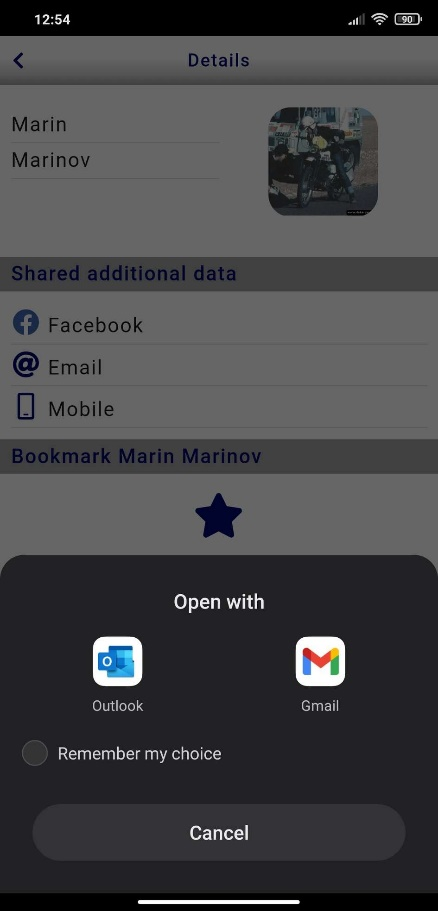 12:54
90
Details
Marin
Marinov
Shared additional data
Facebook
@ Email
Mobile
Bookmark Marin Marinov
Open with
Outlook
Gmail
Remember my choice
Cancel